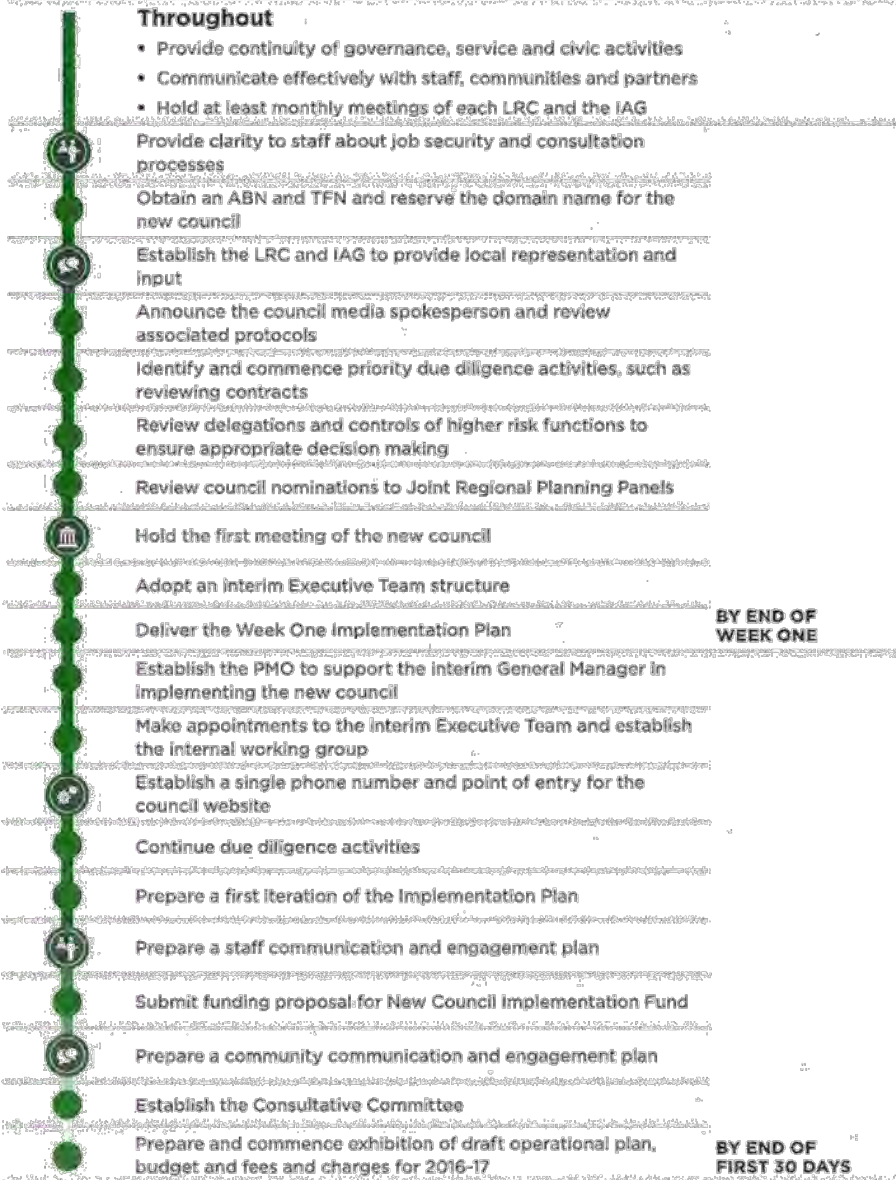 Throughout
• Provide continuity of governance, service and civic activities
• Communicate effectively with staff, communities and partners
• Hold at least monthly meetings of each LRC and the IAG
Provide clarity to staff about job security and consultation
processes
Obtain an ABN and TFN and reserve the domain name for the
new council
Establish the LRC and IAG to provide local representation and
input
Announce the council media spokesperson and review
associated protocols
Identify and commence priority due diligence activities, such as
reviewing contracts
Review delegations and controls of higher risk functions to
ensure appropriate decision making
Review council nominations to Joint Regional Planning Panels
Hold the first meeting of the new council
Adopt an interim Executive Team structure
Deliver the Week One Implementation Plan
BY END OF
WEEK ONE
Establish the PMO to support the interim General Manager in
implementing the new council
Make appointments to the interim Executive Team and establish
the internal working group
Establish a single phone number and point of entry for the
council website
Continue due diligence activities
Prepare a first iteration of the Implementation Plan
Prepare a staff communication and engagement plan
Submit funding proposal for New Council Implementation Fund
Prepare a community communication and engagement plan
Establish the Consultative Committee
Prepare and commence exhibition of draft operational plan,
budget and fees and charges for 2016-17
BY END OF
FIRST 30 DAYS